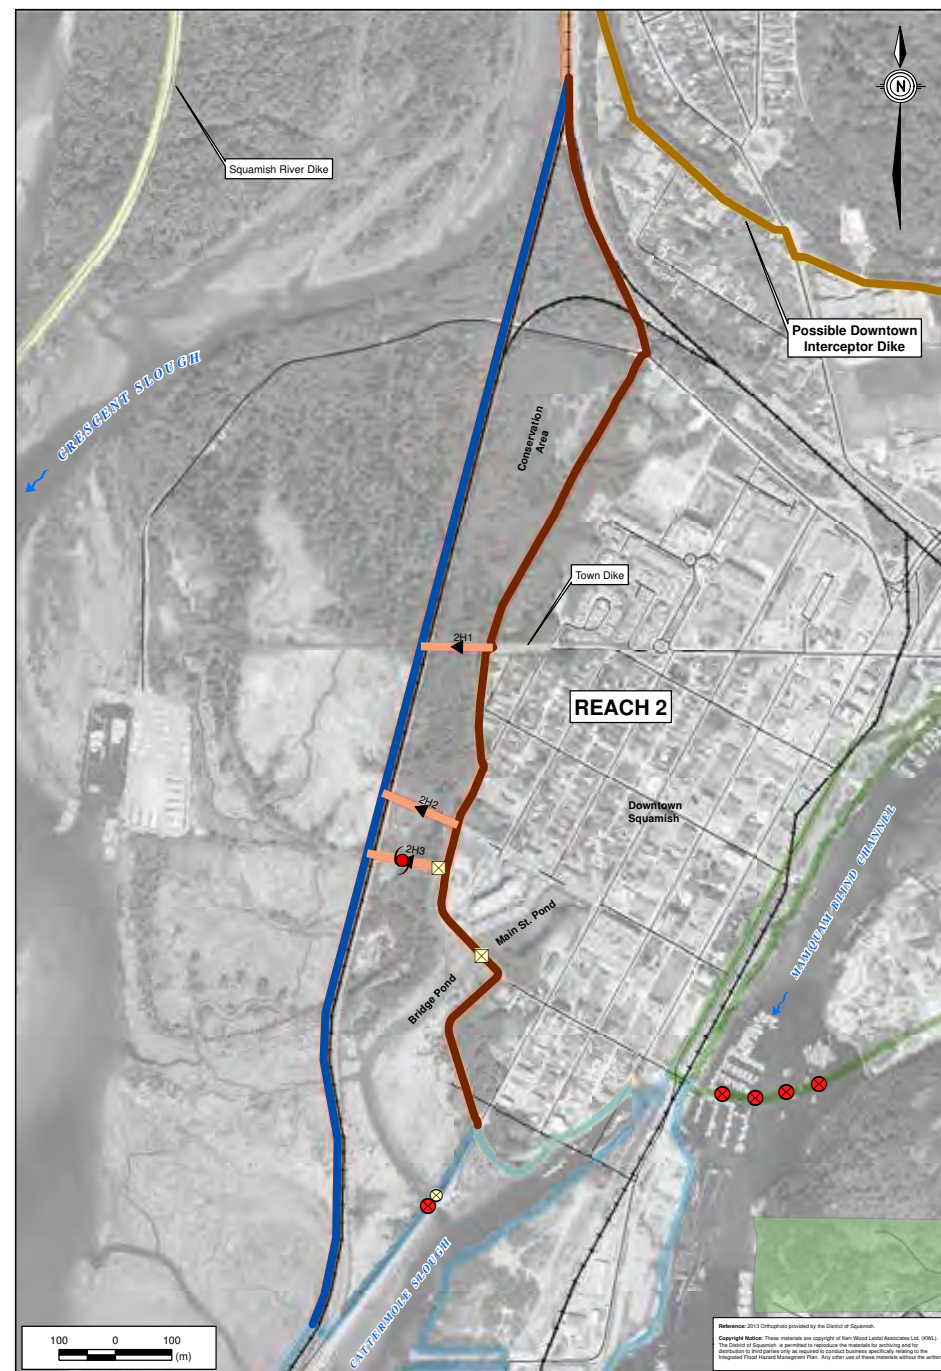 N
Squamish River Dike
Possible Downtown
Interceptor Dike
CRESCENT SLOUGH
Conservation
Area
Town Dike
2H1
REACH 2
2H2
Downtown
Squamish
2H3
Main St. Pond
MAMQUAM BLIND CHANNEL
Bridge Pond
CATTERMOLE SLOUGH
100 0 100
(m)
Reference: 2013 Orthophoto provided by the District of Squamish.
Copyright Notice: These materials are copyright of Kerr Wood Leidal Associates Ltd. (KWL).
The District of Squamish is permitted to reproduce the materials for archiving and for
distribution to third parties only as required to conduct business specifically relating to the
Integrated Flood Hazard Management Plan. Any other use of these materials without the writte